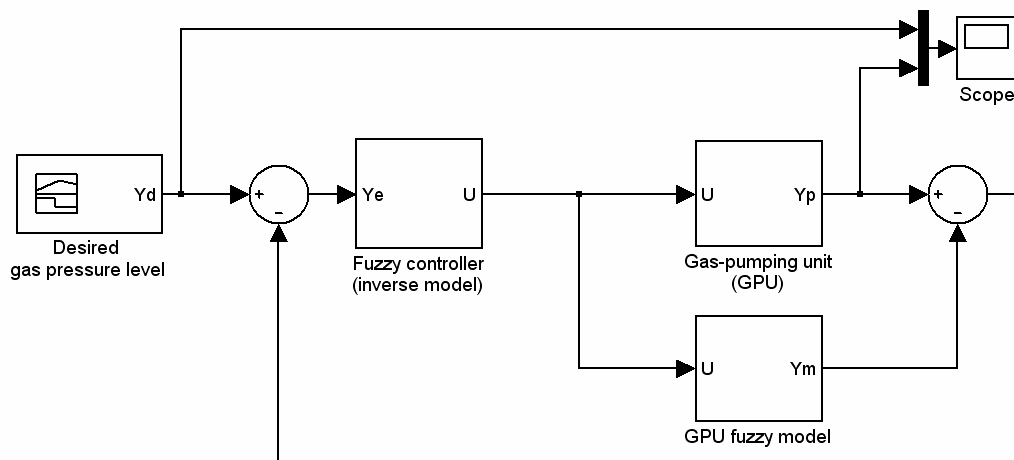 Scope
Yd
+
-
Ye
U
U
Yp
+
-
Desired
gas pressure level
Fuzzy controller
(inverse model)
Gas-pumping unit
(GPU)
U
Ym
GPU fuzzy model